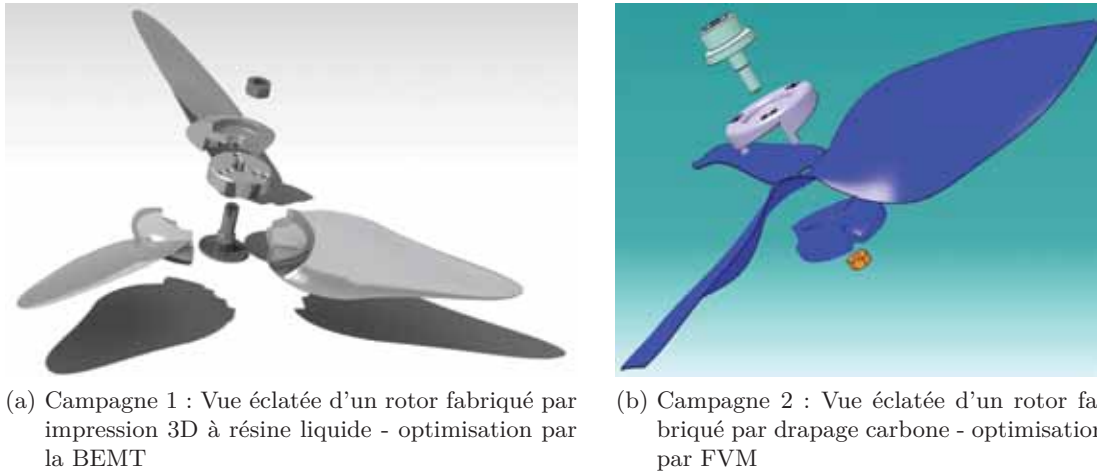 (a) Campagne 1 : Vue éclatée d'un rotor fabriqué par
impression 3D à résine liquide - optimisation par
la BEMT
(b) Campagne 2 : Vue éclatée d'un rotor fa-
briqué par drapage carbone - optimisation
par FVM